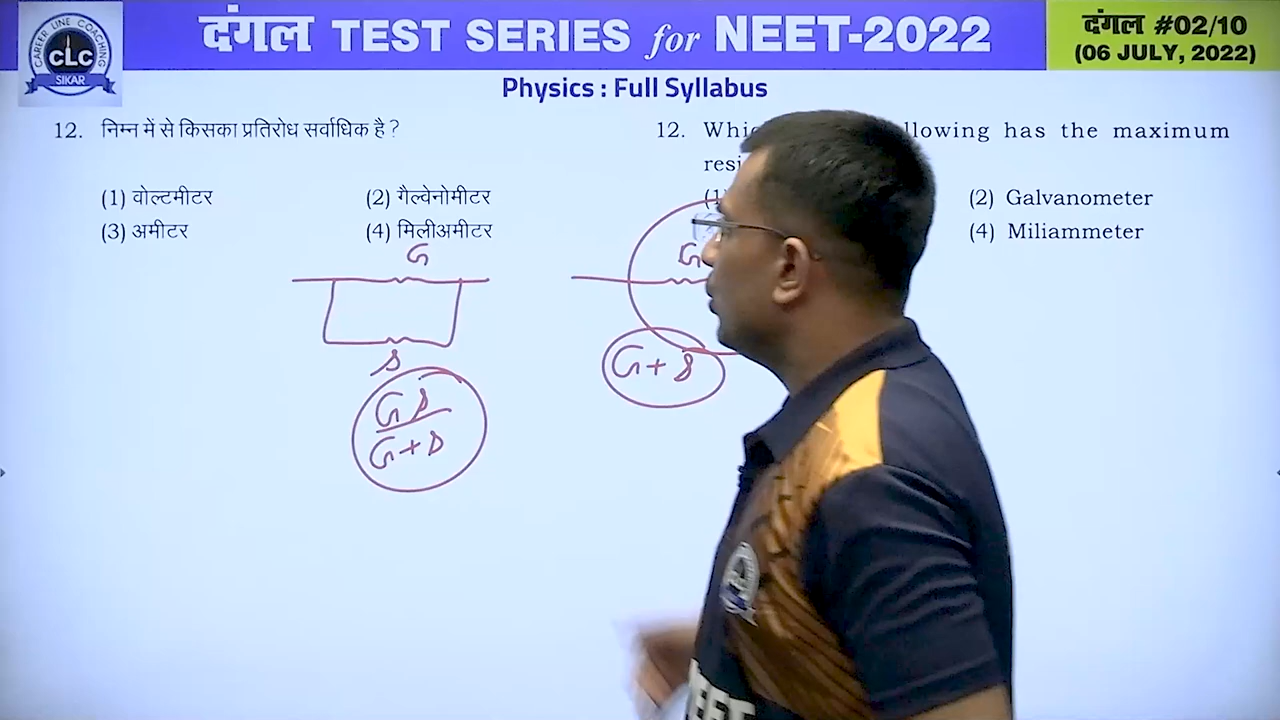 CAREER LINE COACHING
CLC
SIKAR
दंगल TEST SERIES for NEET-2022
दंगल #02/10
(06 JULY, 2022)
Physics : Full Syllabus
12. निम्न में से किसका प्रतिरोध सर्वाधिक है ?
(1) वोल्टमीटर (2) गैल्वेनोमीटर
(3) अमीटर (4) मिलीअमीटर
12. llowing has the maximum
(2) Galvanometer
(4) Miliammeter
G
S
GS
G+S
G
G+S
NEET